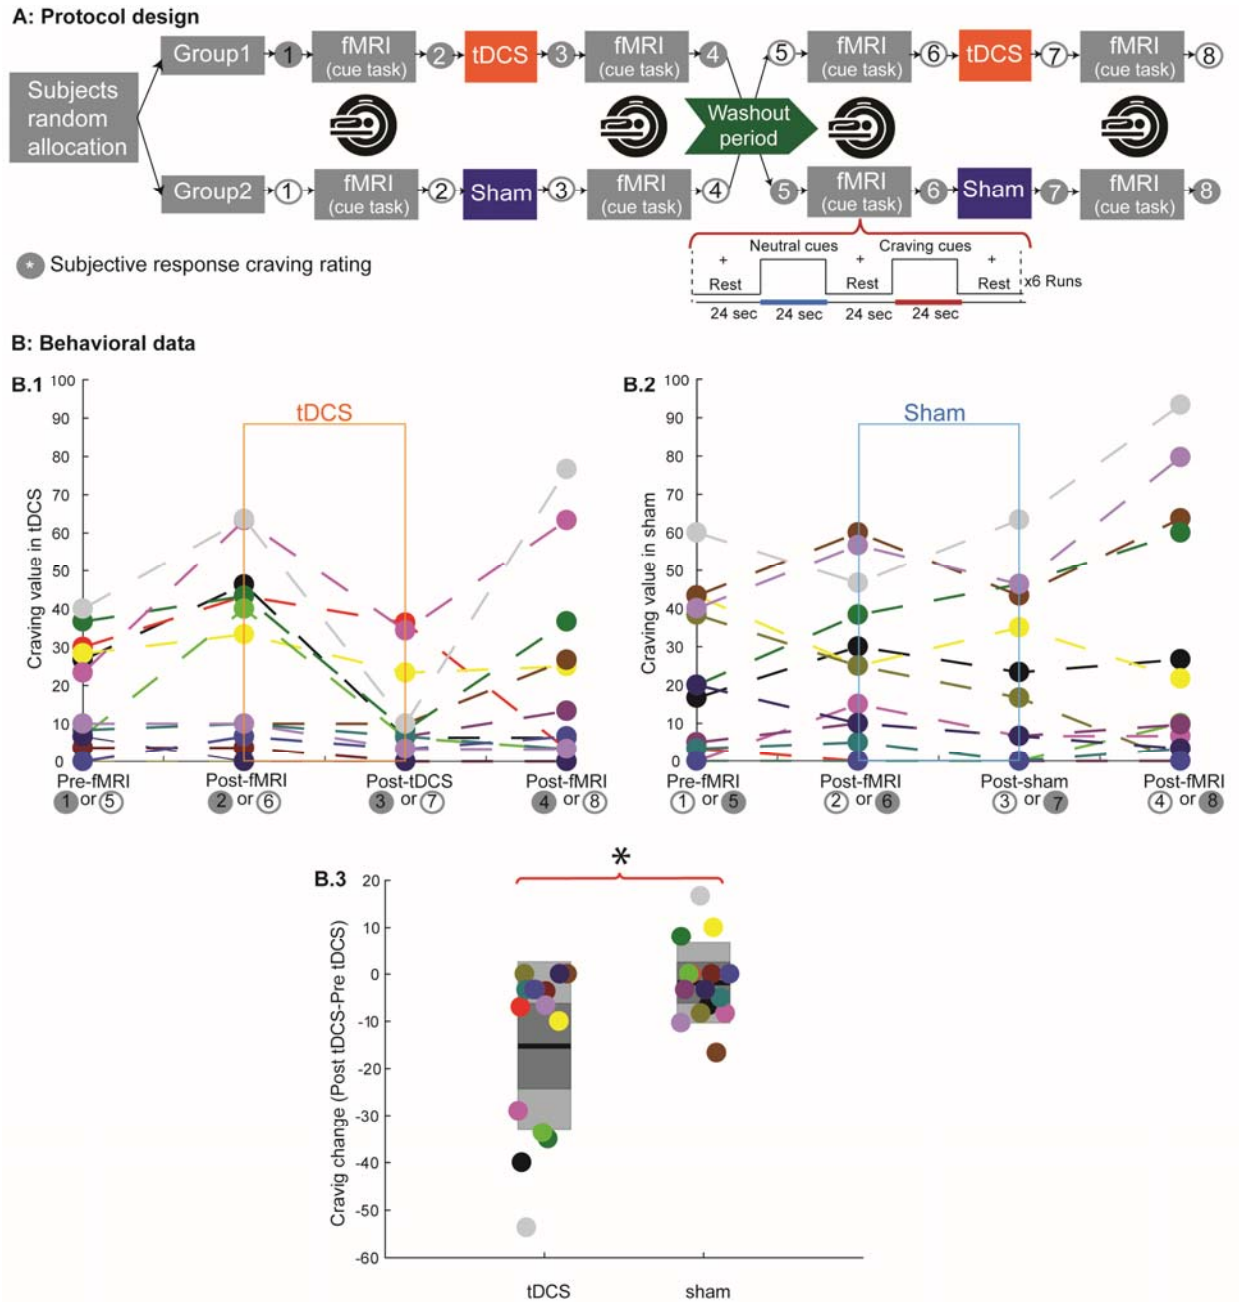 A: Protocol design
Subjects
random
allocation
Group1
1
fMRI
(cue task)
2
tDCS
3
fMRI
(cue task)
4
5
fMRI
(cue task)
6
tDCS
7
fMRI
(cue task)
8
Washout
period
Group2
1
fMRI
(cue task)
2
Sham
3
fMRI
(cue task)
4
5
fMRI
(cue task)
6
Sham
7
fMRI
(cue task)
8
* Subjective response craving rating
Neutral cues Craving cues
+ + +
Rest Rest Rest x6 Runs
24 sec 24 sec 24 sec 24 sec
B: Behavioral data
B.1
tDCS
Craving value in tDCS
100
90
80
70
60
50
40
30
20
10
0
Pre-fMRI Post-fMRI Post-tDCS Post-fMRI
1 or 5 2 or 6 3 or 7 4 or 8
B.2
Sham
Craving value in sham
100
90
80
70
60
50
40
30
20
10
0
Pre-fMRI Post-fMRI Post-sham Post-fMRI
1 or 5 2 or 6 3 or 7 4 or 8
B.3
*
Cravig change (Post tDCS-Pre tDCS)
20
10
0
-10
-20
-30
-40
-50
-60
tDCS sham